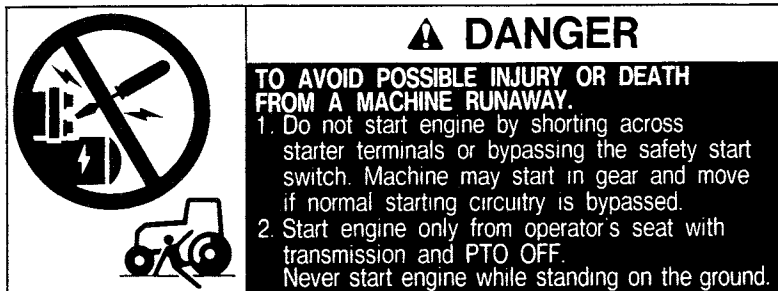 DANGER
TO AVOID POSSIBLE INJURY OR DEATH
FROM A MACHINE RUNAWAY.
1. Do not start engine by shorting across
starter terminals or bypassing the safety start
switch. Machine may start in gear and move
if normal starting circuitry is bypassed.
2. Start engine only from operator's seat with
transmission and PTO OFF.
Never start engine while standing on the ground.